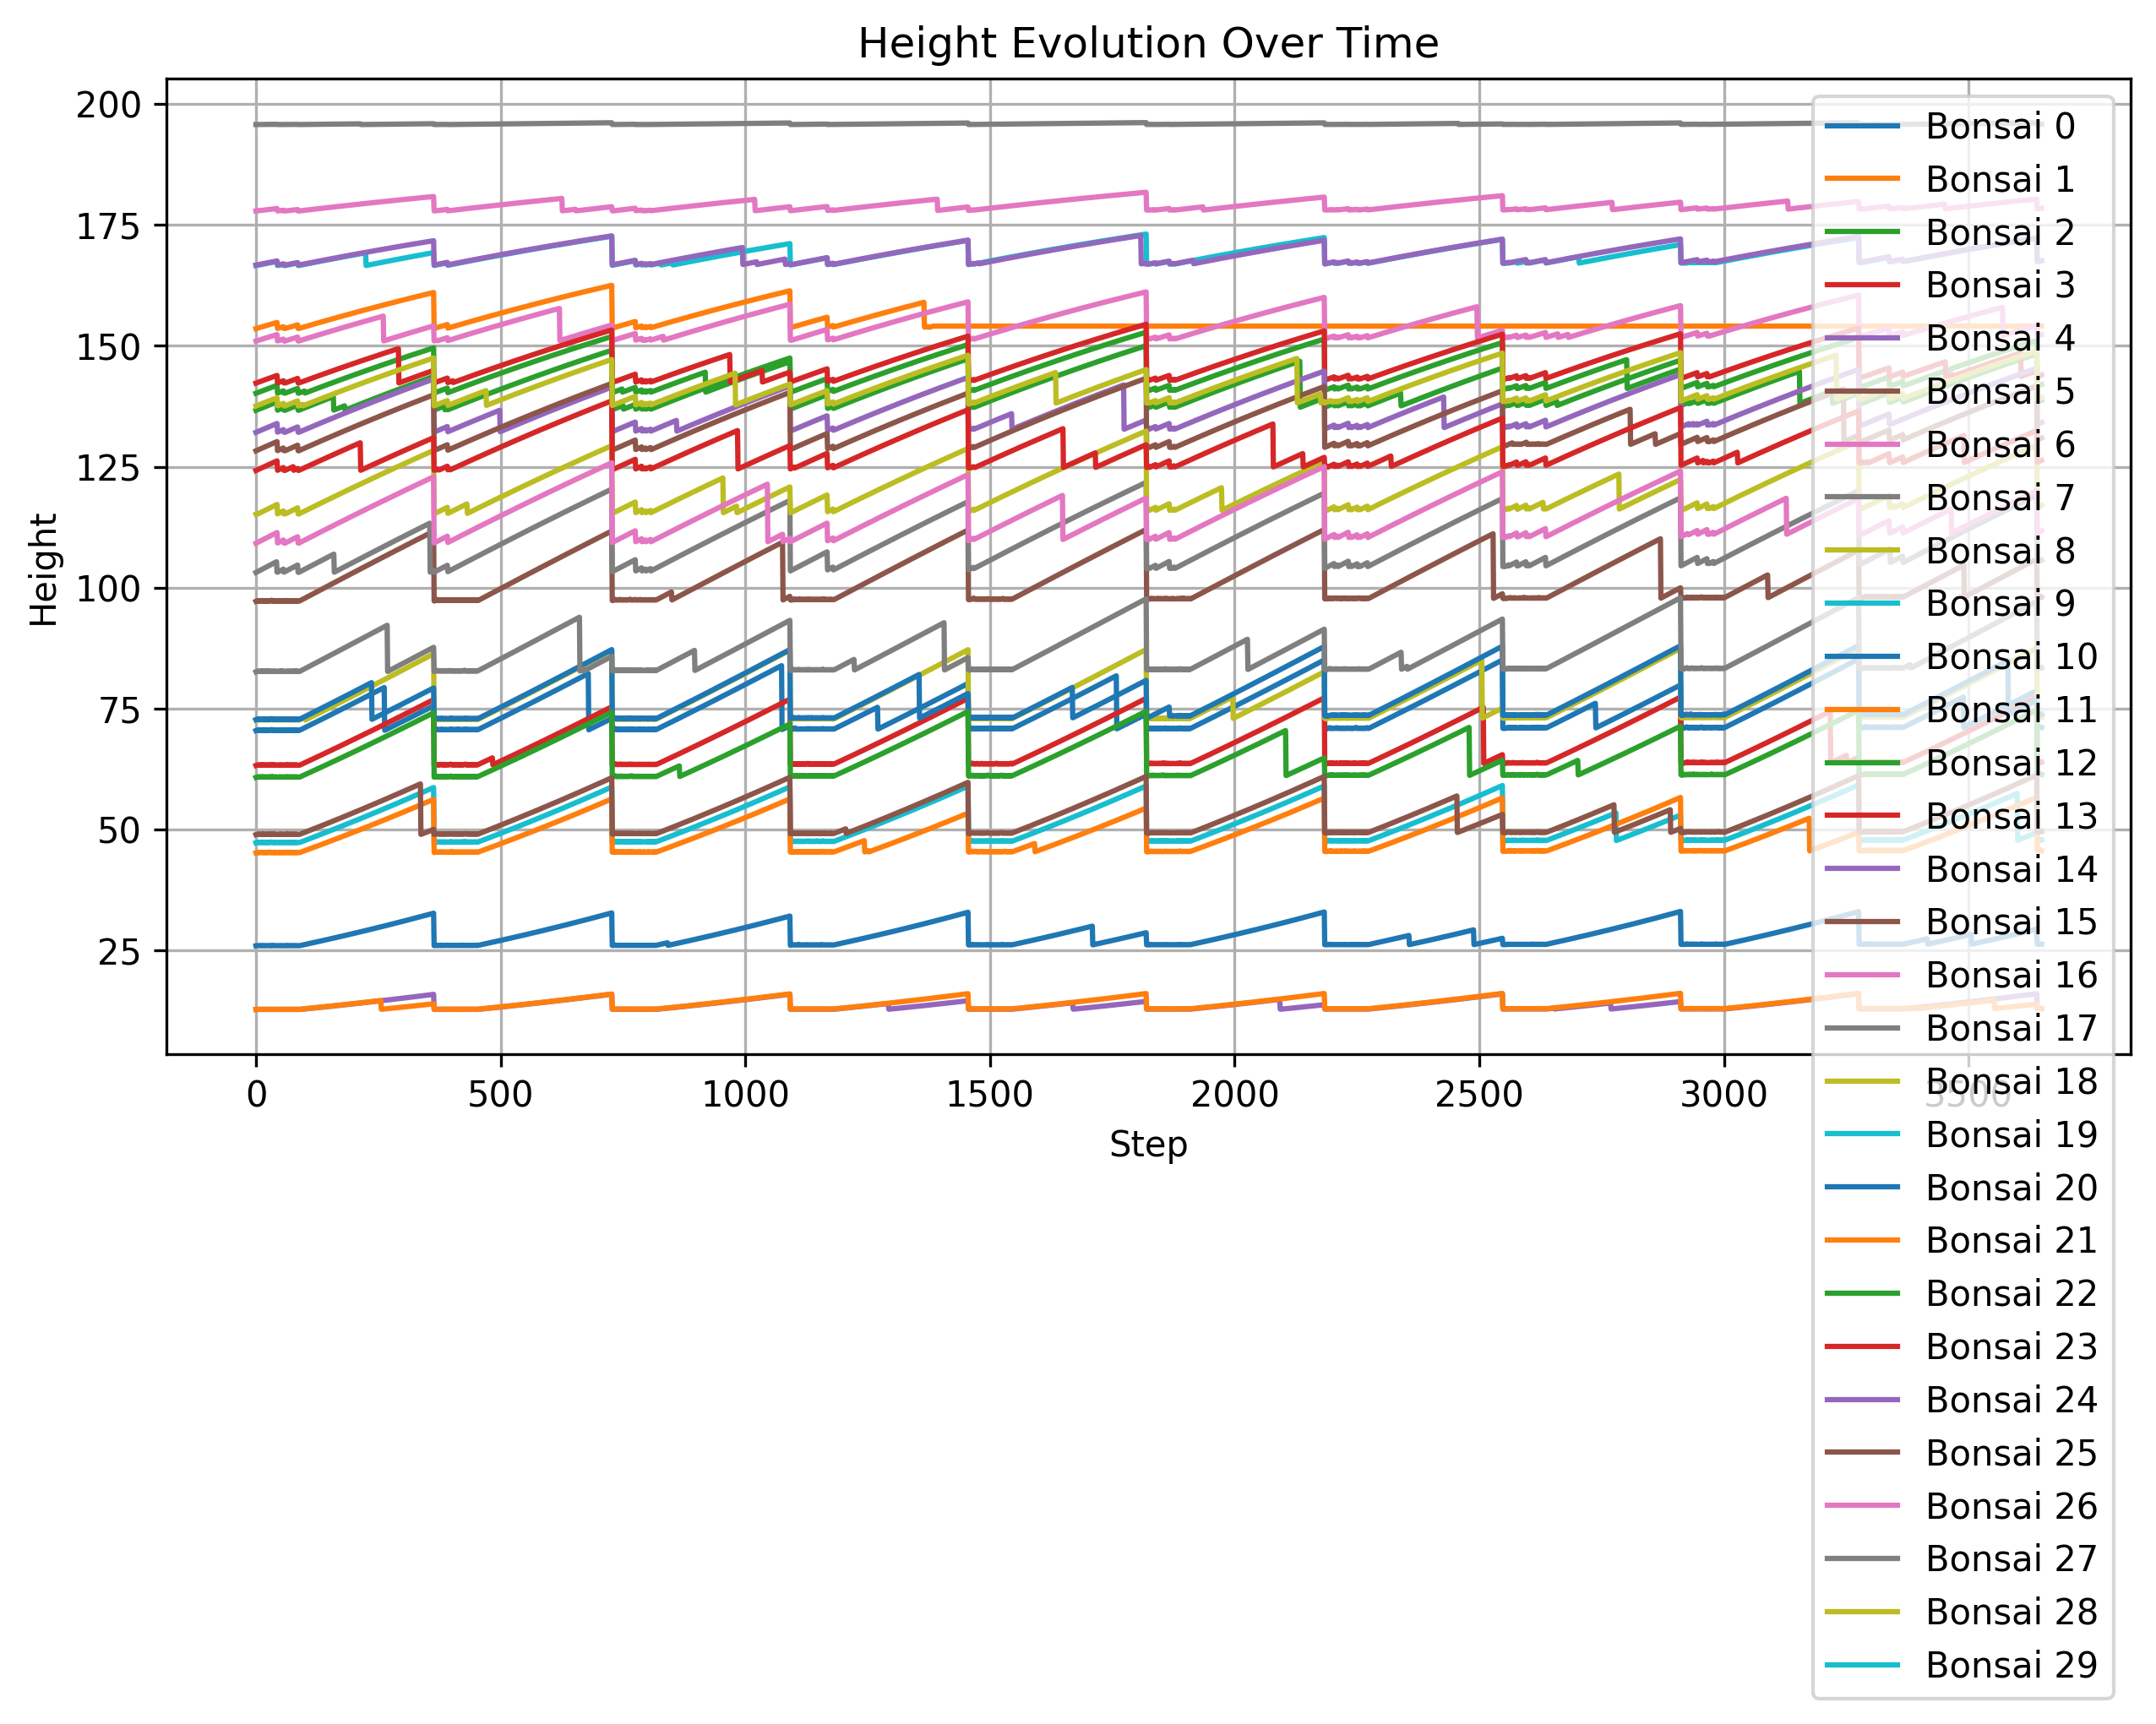 Height Evolution Over Time
Height
200
175
150
125
100
75
50
25
0
500
1000
1500
2000
2500
3000
3500
Step
Bonsai 0
Bonsai 1
Bonsai 2
Bonsai 3
Bonsai 4
Bonsai 5
Bonsai 6
Bonsai 7
Bonsai 8
Bonsai 9
Bonsai 10
Bonsai 11
Bonsai 12
Bonsai 13
Bonsai 14
Bonsai 15
Bonsai 16
Bonsai 17
Bonsai 18
Bonsai 19
Bonsai 20
Bonsai 21
Bonsai 22
Bonsai 23
Bonsai 24
Bonsai 25
Bonsai 26
Bonsai 27
Bonsai 28
Bonsai 29